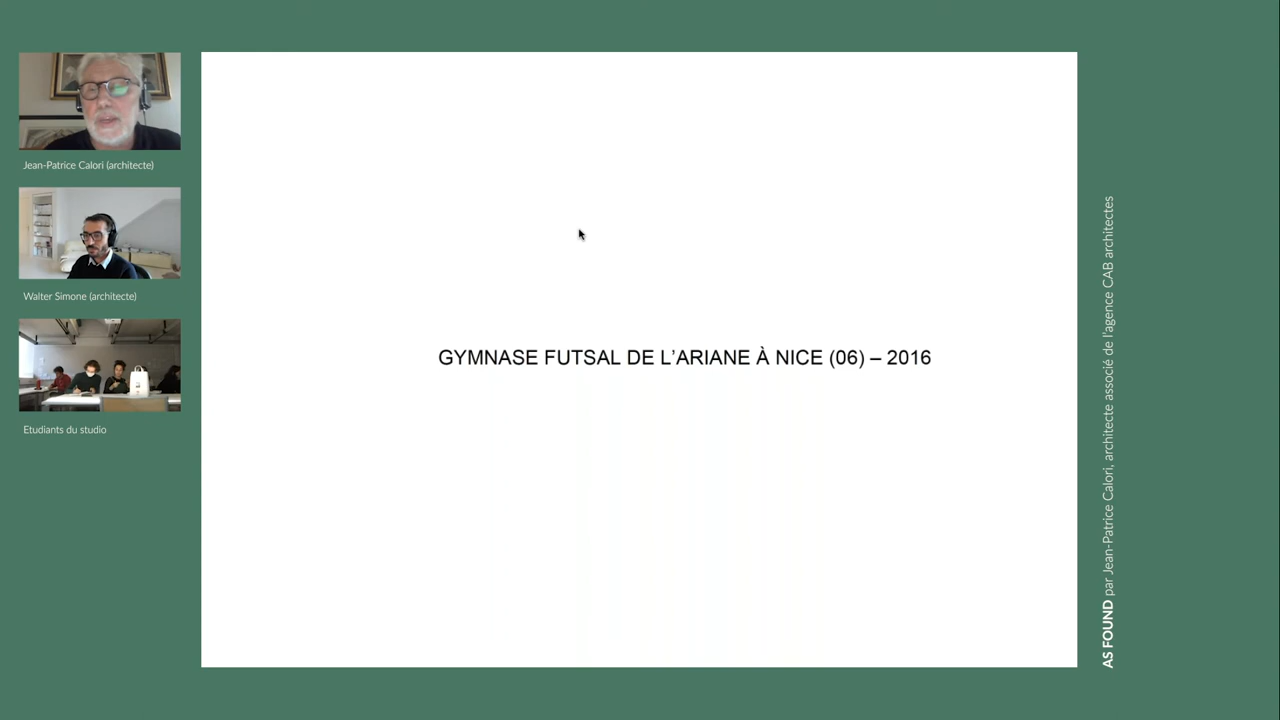 Jean-Patrice Calori (architecte)
Walter Simone (architecte)
Etudiants du studio
GYMNASE FUTSAL DE L'ARIANE À NICE (06) – 2016
AS FOUND par Jean-Patrice Calori, architecte associé de l'agence CAB architectes